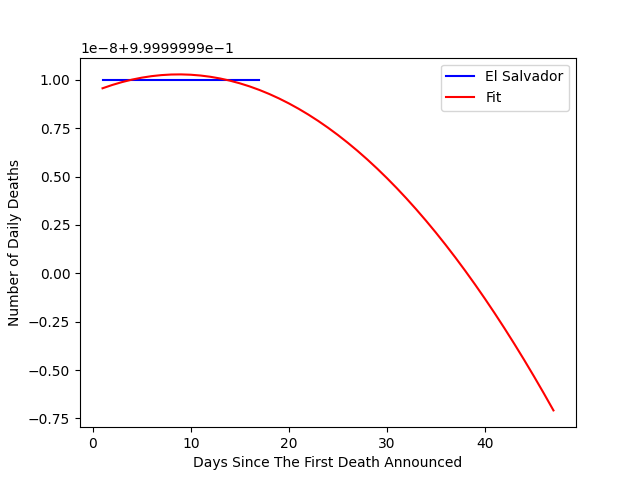 1e−8+9.9999999e−1
1.00
0.75
0.50
0.25
0.00
−0.25
−0.50
−0.75
Number of Daily Deaths
El Salvador
Fit
0 10 20 30 40
Days Since The First Death Announced